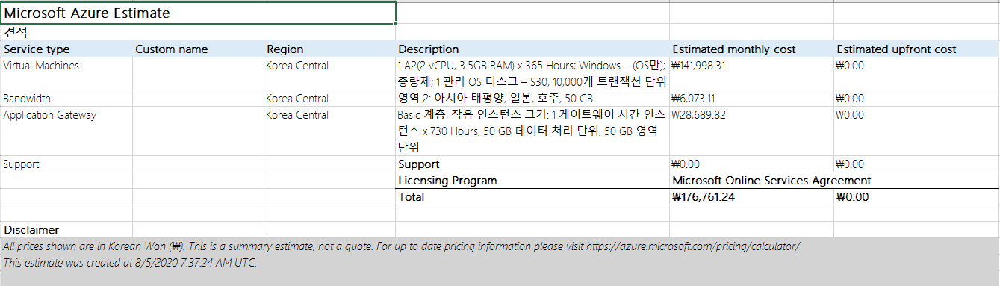 Microsoft Azure Estimate
견적
Service type Custom name Region Description Estimated monthly cost Estimated upfront cost
Virtual Machines Korea Central 1 A2(2 vCPU, 3.5GB RAM) x 365 Hours; Windows – (OS만); ₩141,998.31 ₩0.00
종량제; 1 관리 OS 디스크 – S30, 10,000개 트랜잭션 단위
Bandwidth Korea Central 영역 2: 아시아 태평양, 일본, 호주, 50 GB ₩6,073.11 ₩0.00
Application Gateway Korea Central Basic 계층, 작음 인스턴스 크기: 1 게이트웨이 시간 인스 ₩28,689.82 ₩0.00
턴스 x 730 Hours, 50 GB 데이터 처리 단위, 50 GB 영역
단위
Support Support ₩0.00 ₩0.00
Licensing Program Microsoft Online Services Agreement
Total ₩176,761.24 ₩0.00
Disclaimer
All prices shown are in Korean Won (₩). This is a summary estimate, not a quote. For up to date pricing information please visit https://azure.microsoft.com/pricing/calculator/
This estimate was created at 8/5/2020 7:37:24 AM UTC.